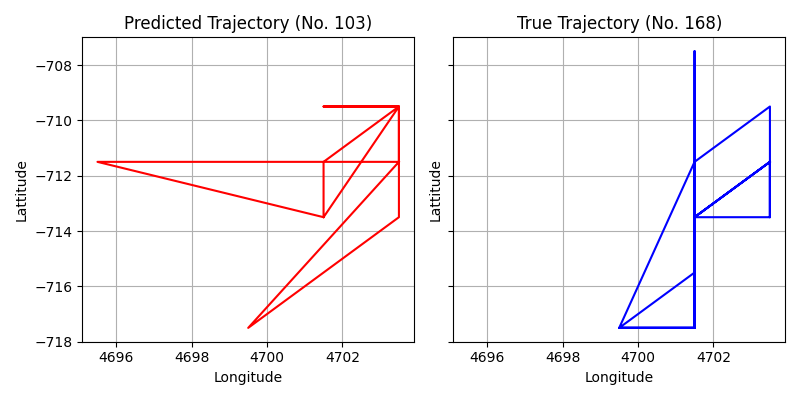 Predicted Trajectory (No. 103)
True Trajectory (No. 168)
−708
−710
−712
−714
−716
−718
Lattitude
Lattitude
4696 4698 4700 4702
4696 4698 4700 4702
Longitude
Longitude